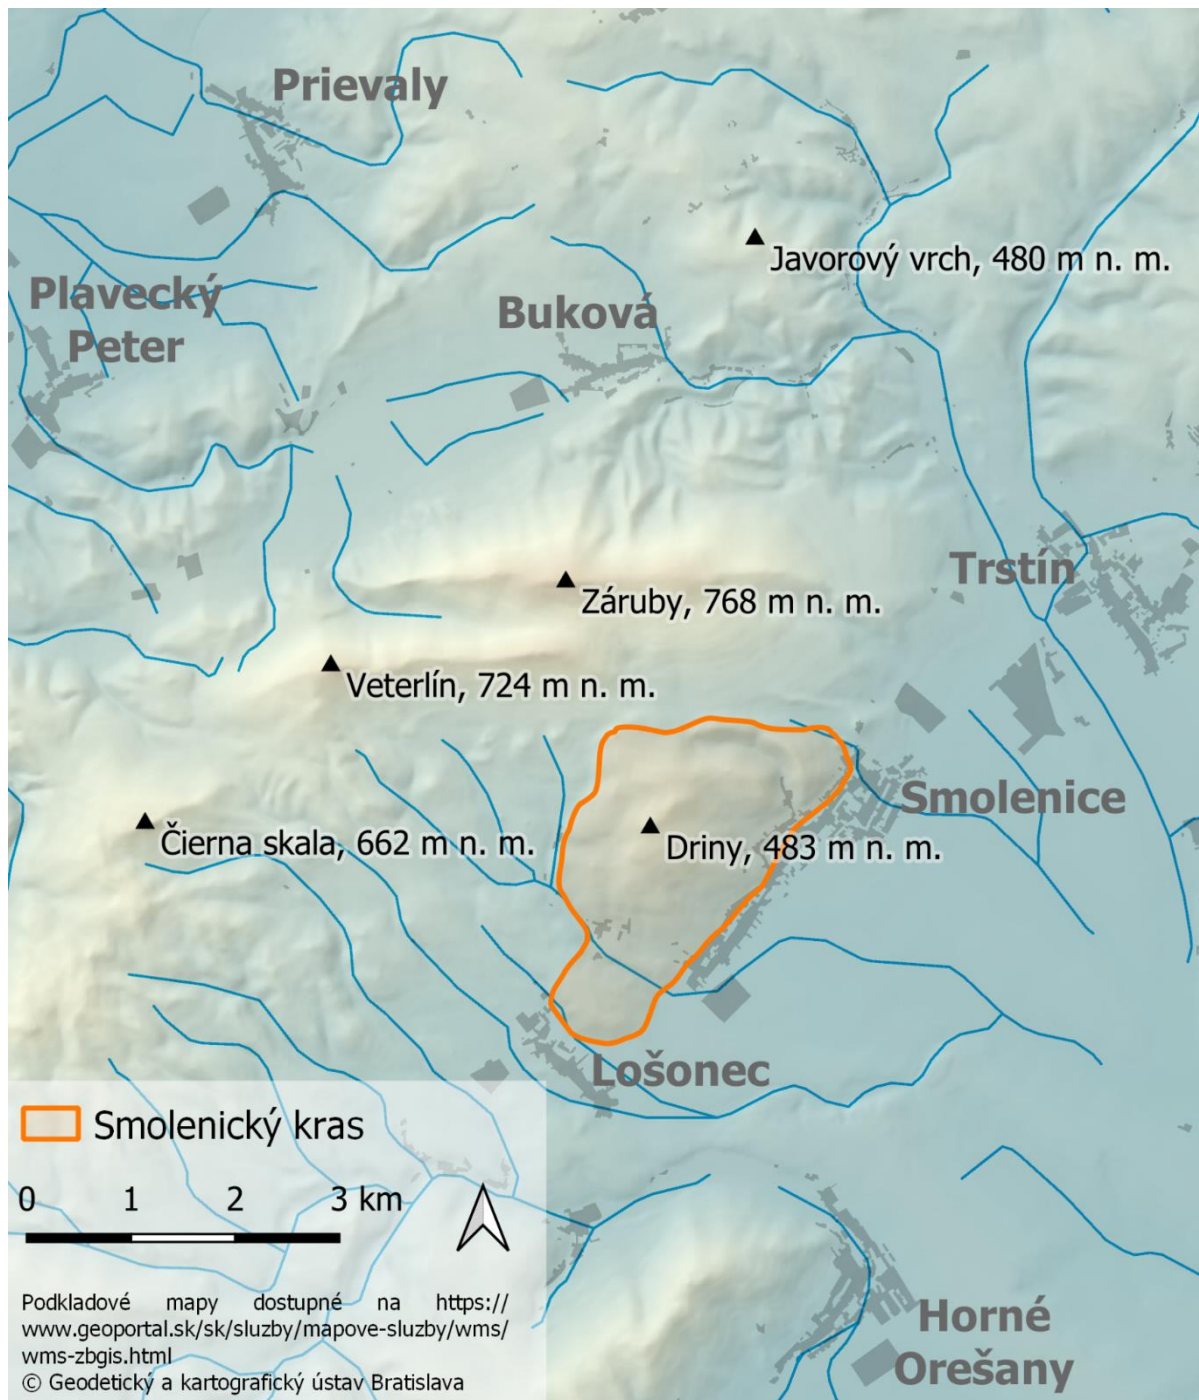 Prievaly
Javorový vrch, 480 m n. m.
Plavecký
Peter
Buková
Trstín
Záruby, 768 m n. m.
Veterlín, 724 m n. m.
Smolenice
Čierna skala, 662 m n. m.
Driny, 483 m n. m.
Lošonec
Smolenický kras
0 1 2 3 km
Podkladové mapy dostupné na https://
www.geoportal.sk/sk/sluzby/mapove-sluzby/wms/
wms-zbgis.html
© Geodetický a kartografický ústav Bratislava
Horné
Orešany